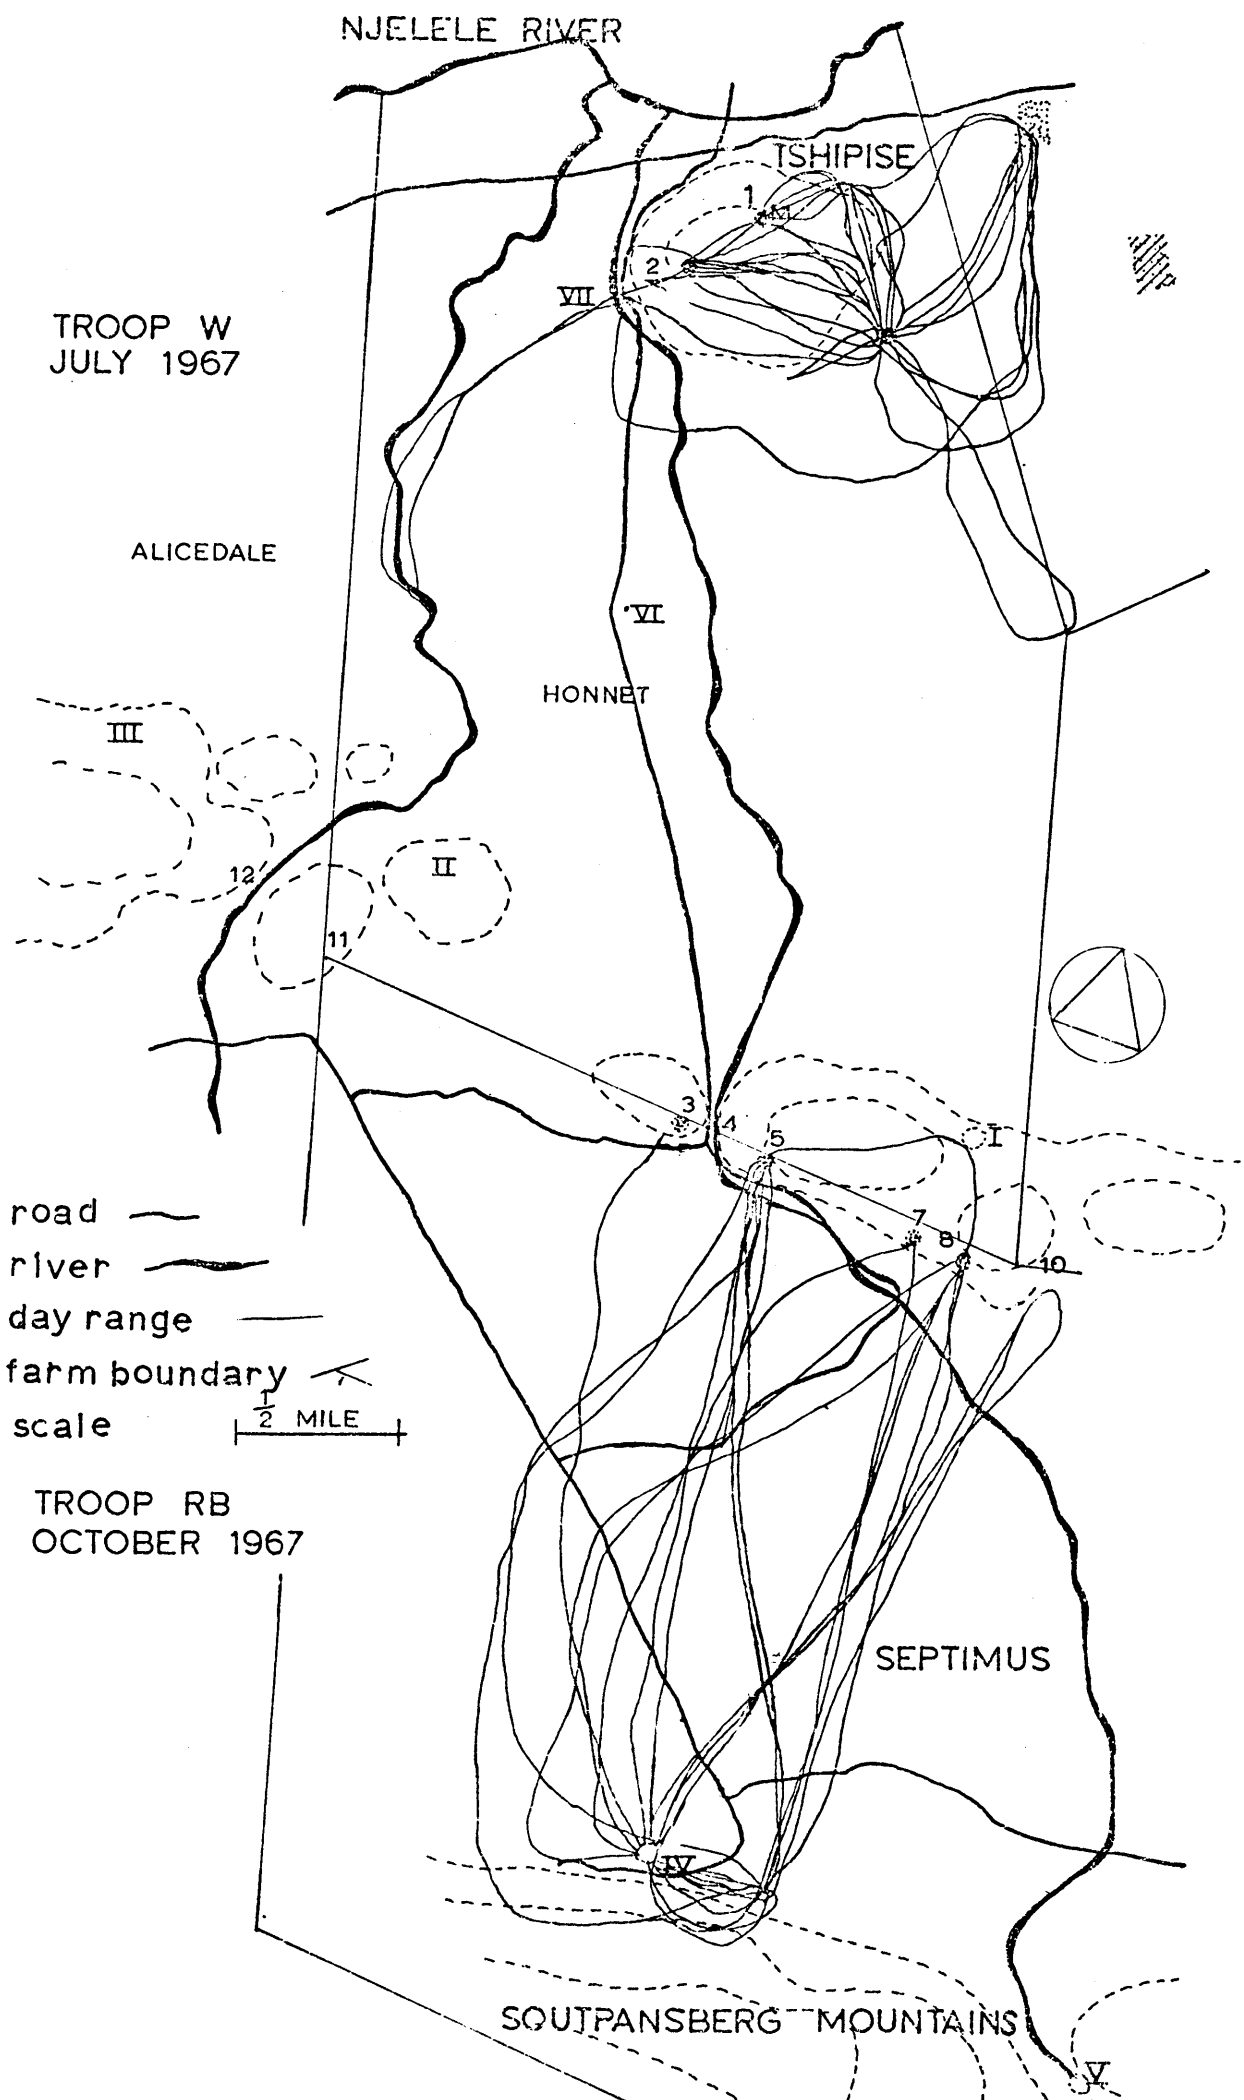 NJELELE RIVER
TSHIPISE
1
M
2
VII
TROOP W
JULY 1967
ALICEDALE
VI
HONNET
III
II
12
11
3
4
5
I
7
8
10
road
river
day range
farm boundary
scale
1/2 MILE
TROOP RB
OCTOBER 1967
SEPTIMUS
IV
SOUTPANSBERG MOUNTAINS
V